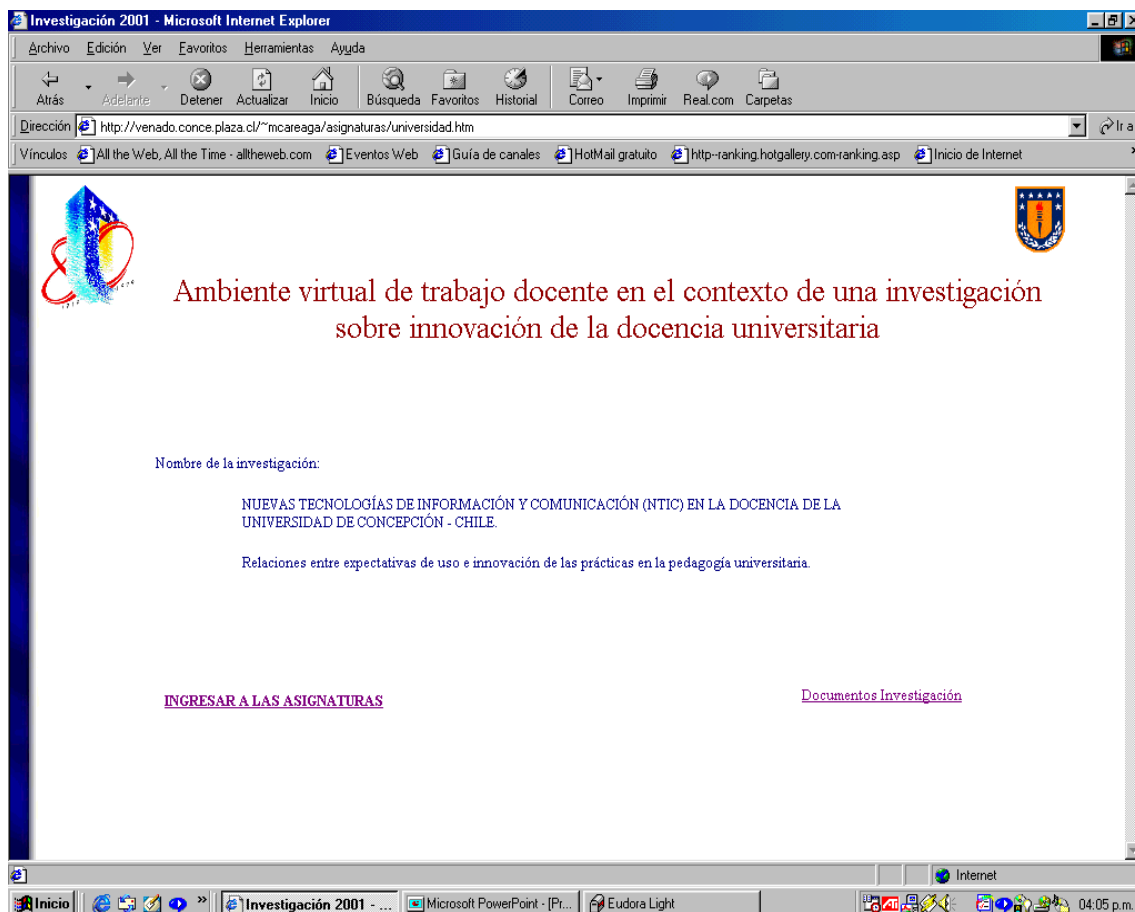 Investigación 2001 - Microsoft Internet Explorer
Archivo Edición Ver Favoritos Herramientas Ayuda
Atrás Adelante Detener Actualizar Inicio Búsqueda Favoritos Historial Correo Imprimir Real.com Carpetas
Dirección http://venado.conce.plaza.cl/~mcareaga/asignaturas/universidad.htm Ir a
Vínculos All the Web, All the Time - alltheweb.com Eventos Web Guía de canales HotMail gratuito http--ranking.hotgallery.com-ranking.asp Inicio de Internet
Ambiente virtual de trabajo docente en el contexto de una investigación
sobre innovación de la docencia universitaria
Nombre de la investigación:
NUEVAS TECNOLOGÍAS DE INFORMACIÓN Y COMUNICACIÓN (NTIC) EN LA DOCENCIA DE LA
UNIVERSIDAD DE CONCEPCIÓN - CHILE.
Relaciones entre expectativas de uso e innovación de las prácticas en la pedagogía universitaria.
INGRESAR A LAS ASIGNATURAS Documentos Investigación
Internet
Inicio » Investigación 2001 - ... Microsoft PowerPoint - [Pr... Eudora Light 04:05 p.m.